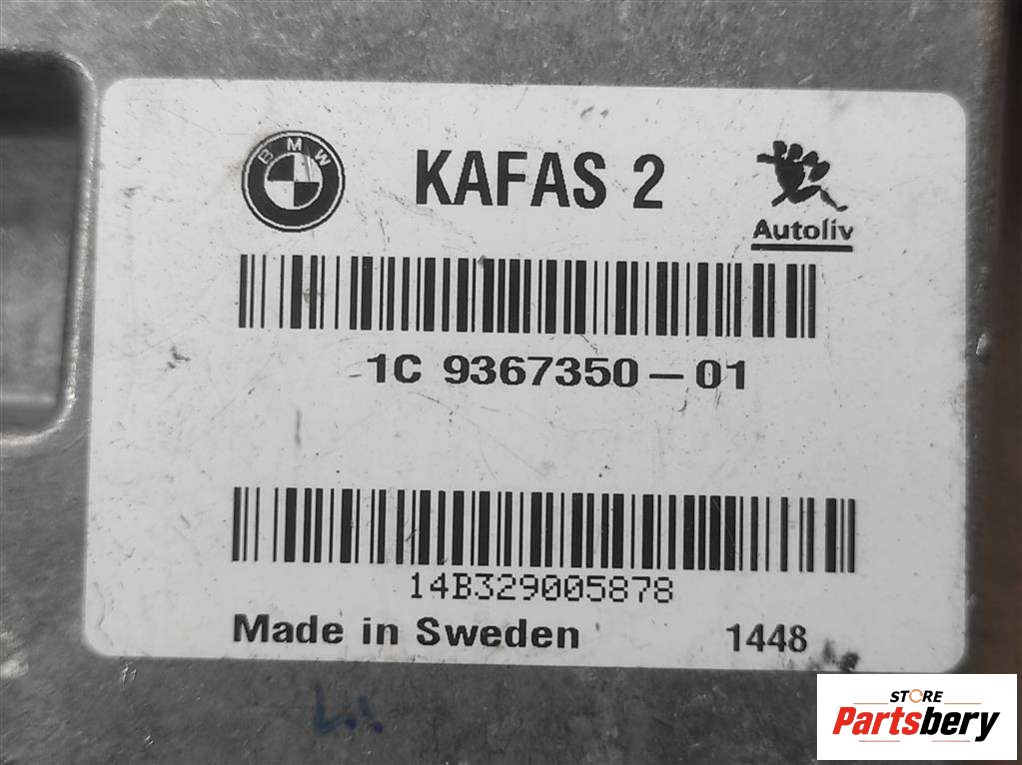 BMW
KAFAS 2
Autoliv
1C 9367350-01
14B329005878
Made in Sweden 1448
STORE
Partsbery